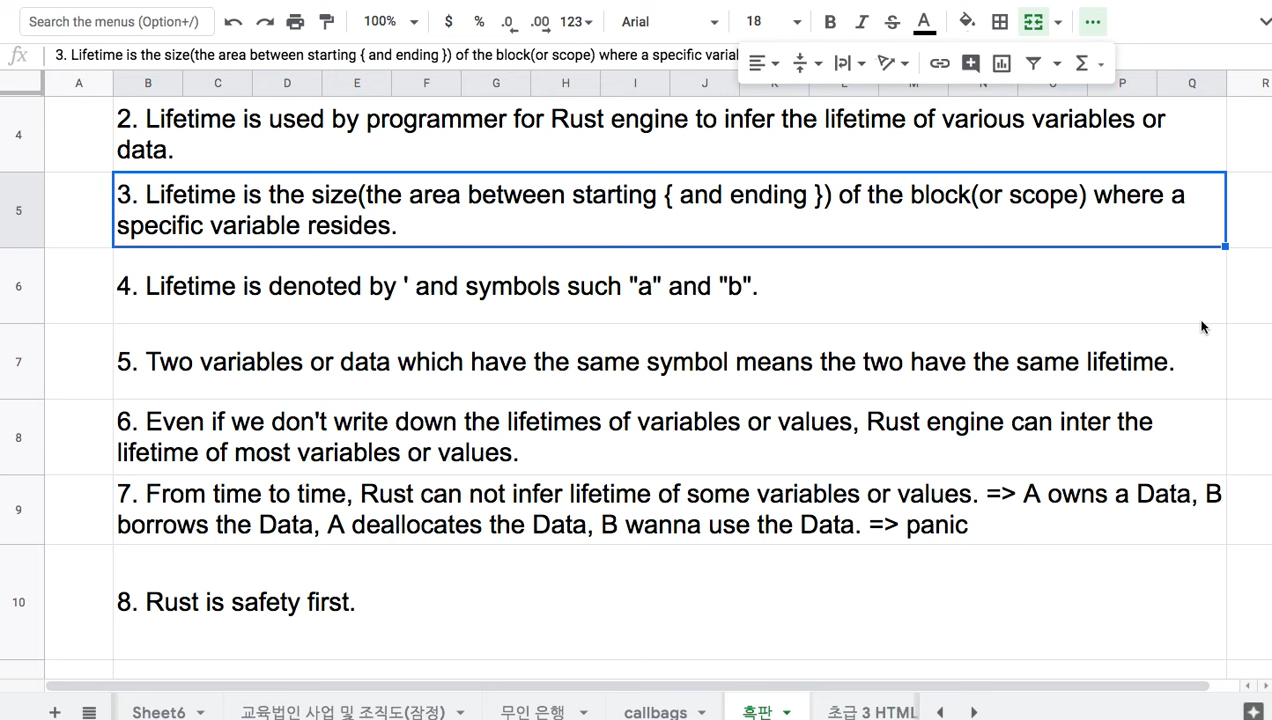 Search the menus (Option+/)
100%
$ % .0 .00 123
Arial
18
B I S A
fx 3. Lifetime is the size(the area between starting { and ending }) of the block(or scope) where a specific varial
Σ
A B C D E F G H I J K L M N O P Q R
4 2. Lifetime is used by programmer for Rust engine to infer the lifetime of various variables or
data.
5 3. Lifetime is the size(the area between starting { and ending }) of the block(or scope) where a
specific variable resides.
6 4. Lifetime is denoted by ' and symbols such "a" and "b".
7 5. Two variables or data which have the same symbol means the two have the same lifetime.
8 6. Even if we don't write down the lifetimes of variables or values, Rust engine can inter the
lifetime of most variables or values.
9 7. From time to time, Rust can not infer lifetime of some variables or values. => A owns a Data, B
borrows the Data, A deallocates the Data, B wanna use the Data. => panic
10 8. Rust is safety first.
Sheet6 교육법인 사업 및 조직도(잠정) 무인 은행 callbags 흑판 초급 3 HTML